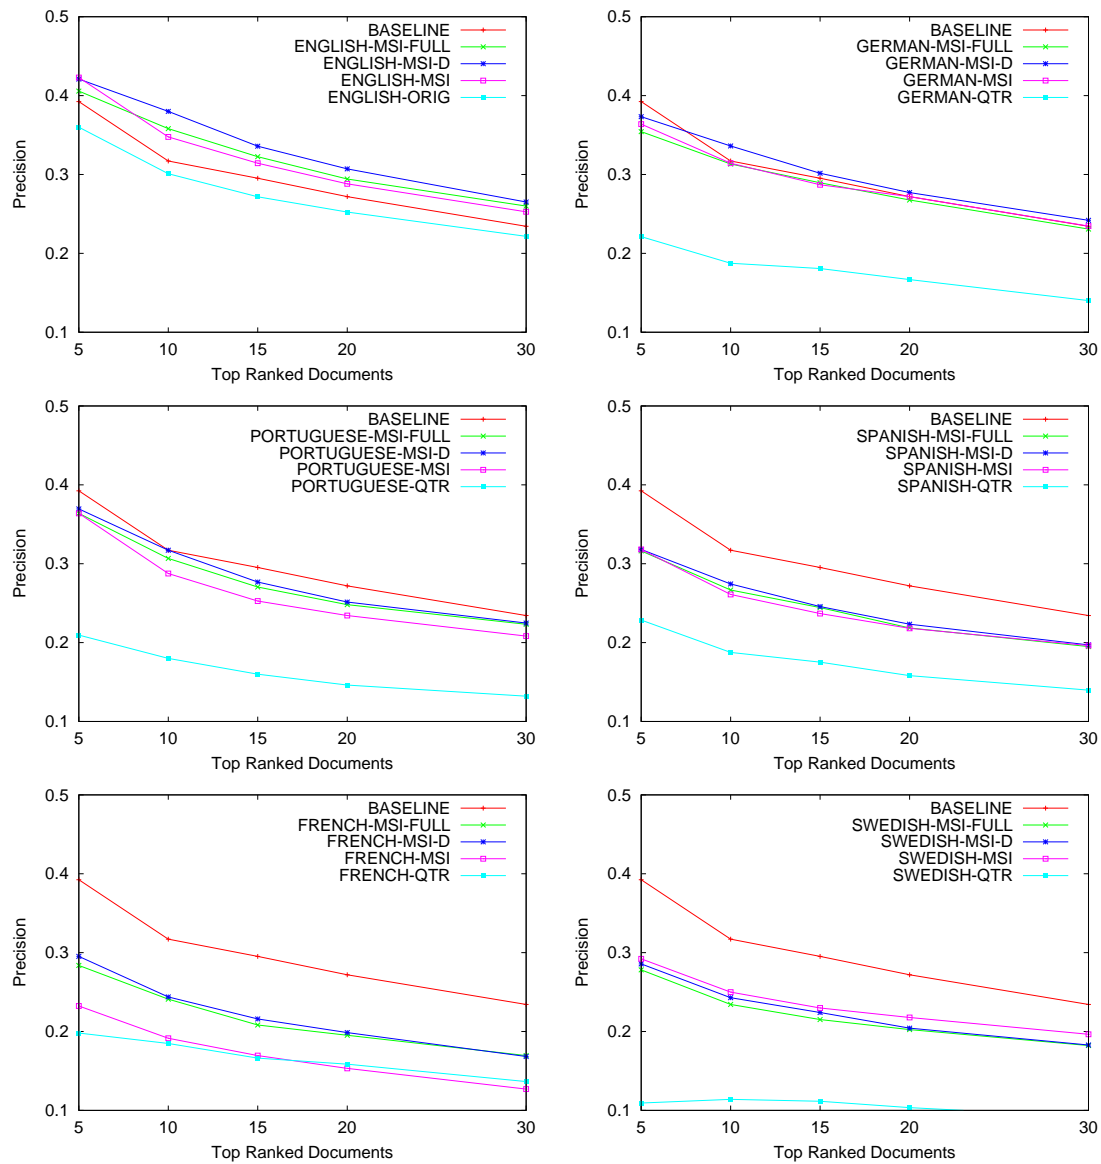 0.5
BASELINE
ENGLISH-MSI-FULL
ENGLISH-MSI-D
ENGLISH-MSI
ENGLISH-ORIG
0.4
Precision
0.3
0.2
0.1
5 10 15 20 30
Top Ranked Documents
0.5
BASELINE
GERMAN-MSI-FULL
GERMAN-MSI-D
GERMAN-MSI
GERMAN-QTR
0.4
Precision
0.3
0.2
0.1
5 10 15 20 30
Top Ranked Documents
0.5
BASELINE
PORTUGUESE-MSI-FULL
PORTUGUESE-MSI-D
PORTUGUESE-MSI
PORTUGUESE-QTR
0.4
Precision
0.3
0.2
0.1
5 10 15 20 30
Top Ranked Documents
0.5
BASELINE
SPANISH-MSI-FULL
SPANISH-MSI-D
SPANISH-MSI
SPANISH-QTR
0.4
Precision
0.3
0.2
0.1
5 10 15 20 30
Top Ranked Documents
0.5
BASELINE
FRENCH-MSI-FULL
FRENCH-MSI-D
FRENCH-MSI
FRENCH-QTR
0.4
Precision
0.3
0.2
0.1
5 10 15 20 30
Top Ranked Documents
0.5
BASELINE
SWEDISH-MSI-FULL
SWEDISH-MSI-D
SWEDISH-MSI
SWEDISH-QTR
0.4
Precision
0.3
0.2
0.1
5 10 15 20 30
Top Ranked Documents